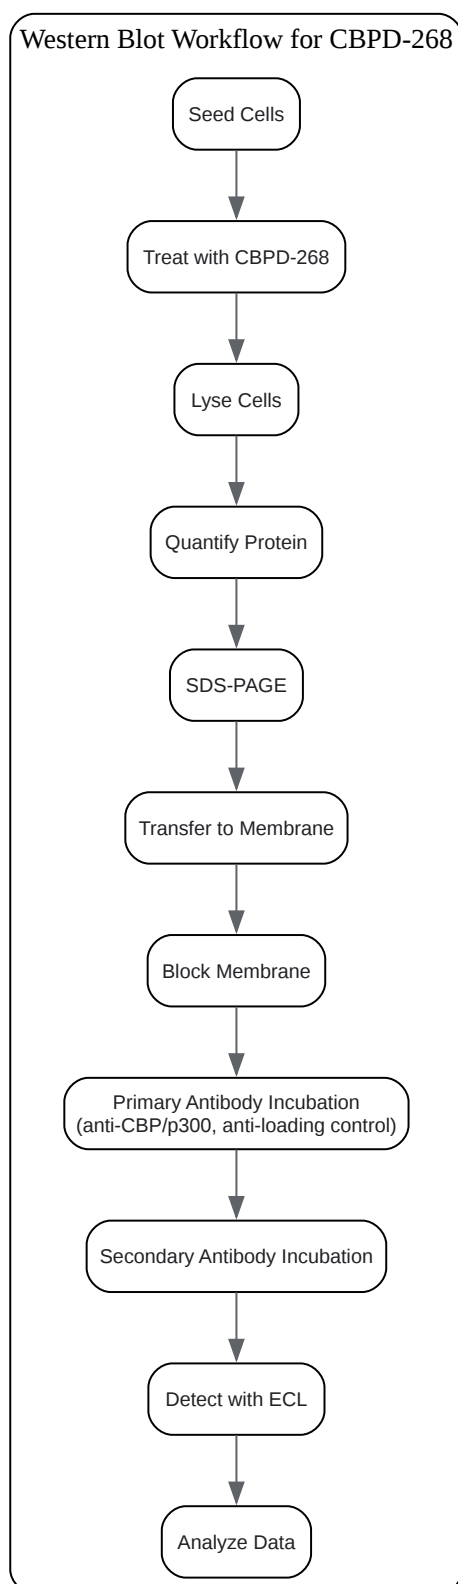 Western Blot Workflow for CBPD-268
Seed Cells
Treat with CBPD-268
Lyse Cells
Quantify Protein
SDS-PAGE
Transfer to Membrane
Block Membrane
Primary Antibody Incubation
(anti-CBP/p300, anti-loading control)
Secondary Antibody Incubation
Detect with ECL
Analyze Data